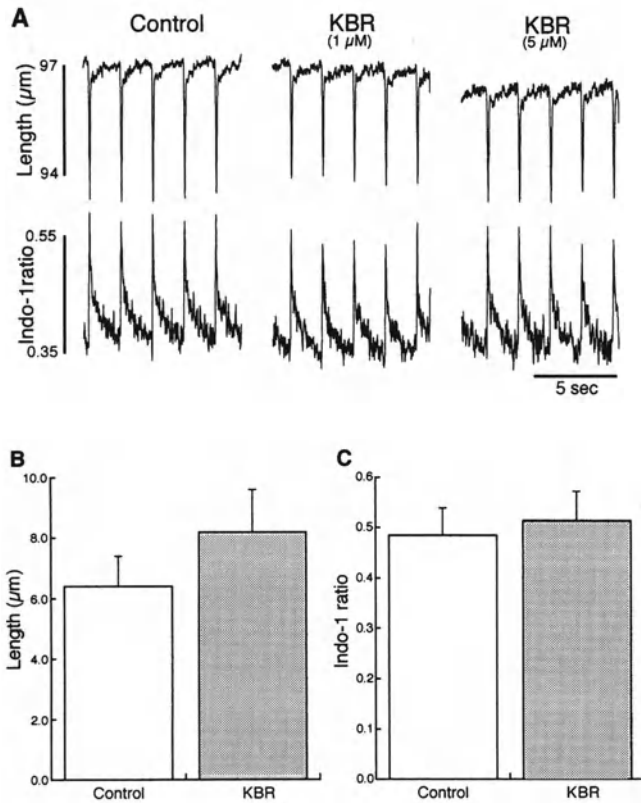 A
Control
KBR
(1 µM)
KBR
(5 µM)
Length (µm)
97
94
Indo-1 ratio
0.55
0.35
5 sec
B
Length (µm)
10.0
8.0
6.0
4.0
2.0
0.0
Control
KBR
C
Indo-1 ratio
0.6
0.5
0.4
0.3
0.2
0.1
0.0
Control
KBR